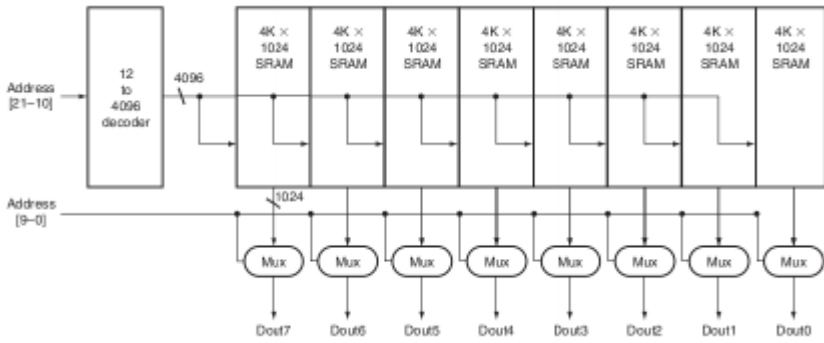 4K × 1024 SRAM
4K × 1024 SRAM
4K × 1024 SRAM
4K × 1024 SRAM
4K × 1024 SRAM
4K × 1024 SRAM
4K × 1024 SRAM
4K × 1024 SRAM
Address
[21–10]
12
to
4096
decoder
4096
Address
[9–0]
1024
Mux Mux Mux Mux Mux Mux Mux Mux
Dout7 Dout6 Dout5 Dout4 Dout3 Dout2 Dout1 Dout0